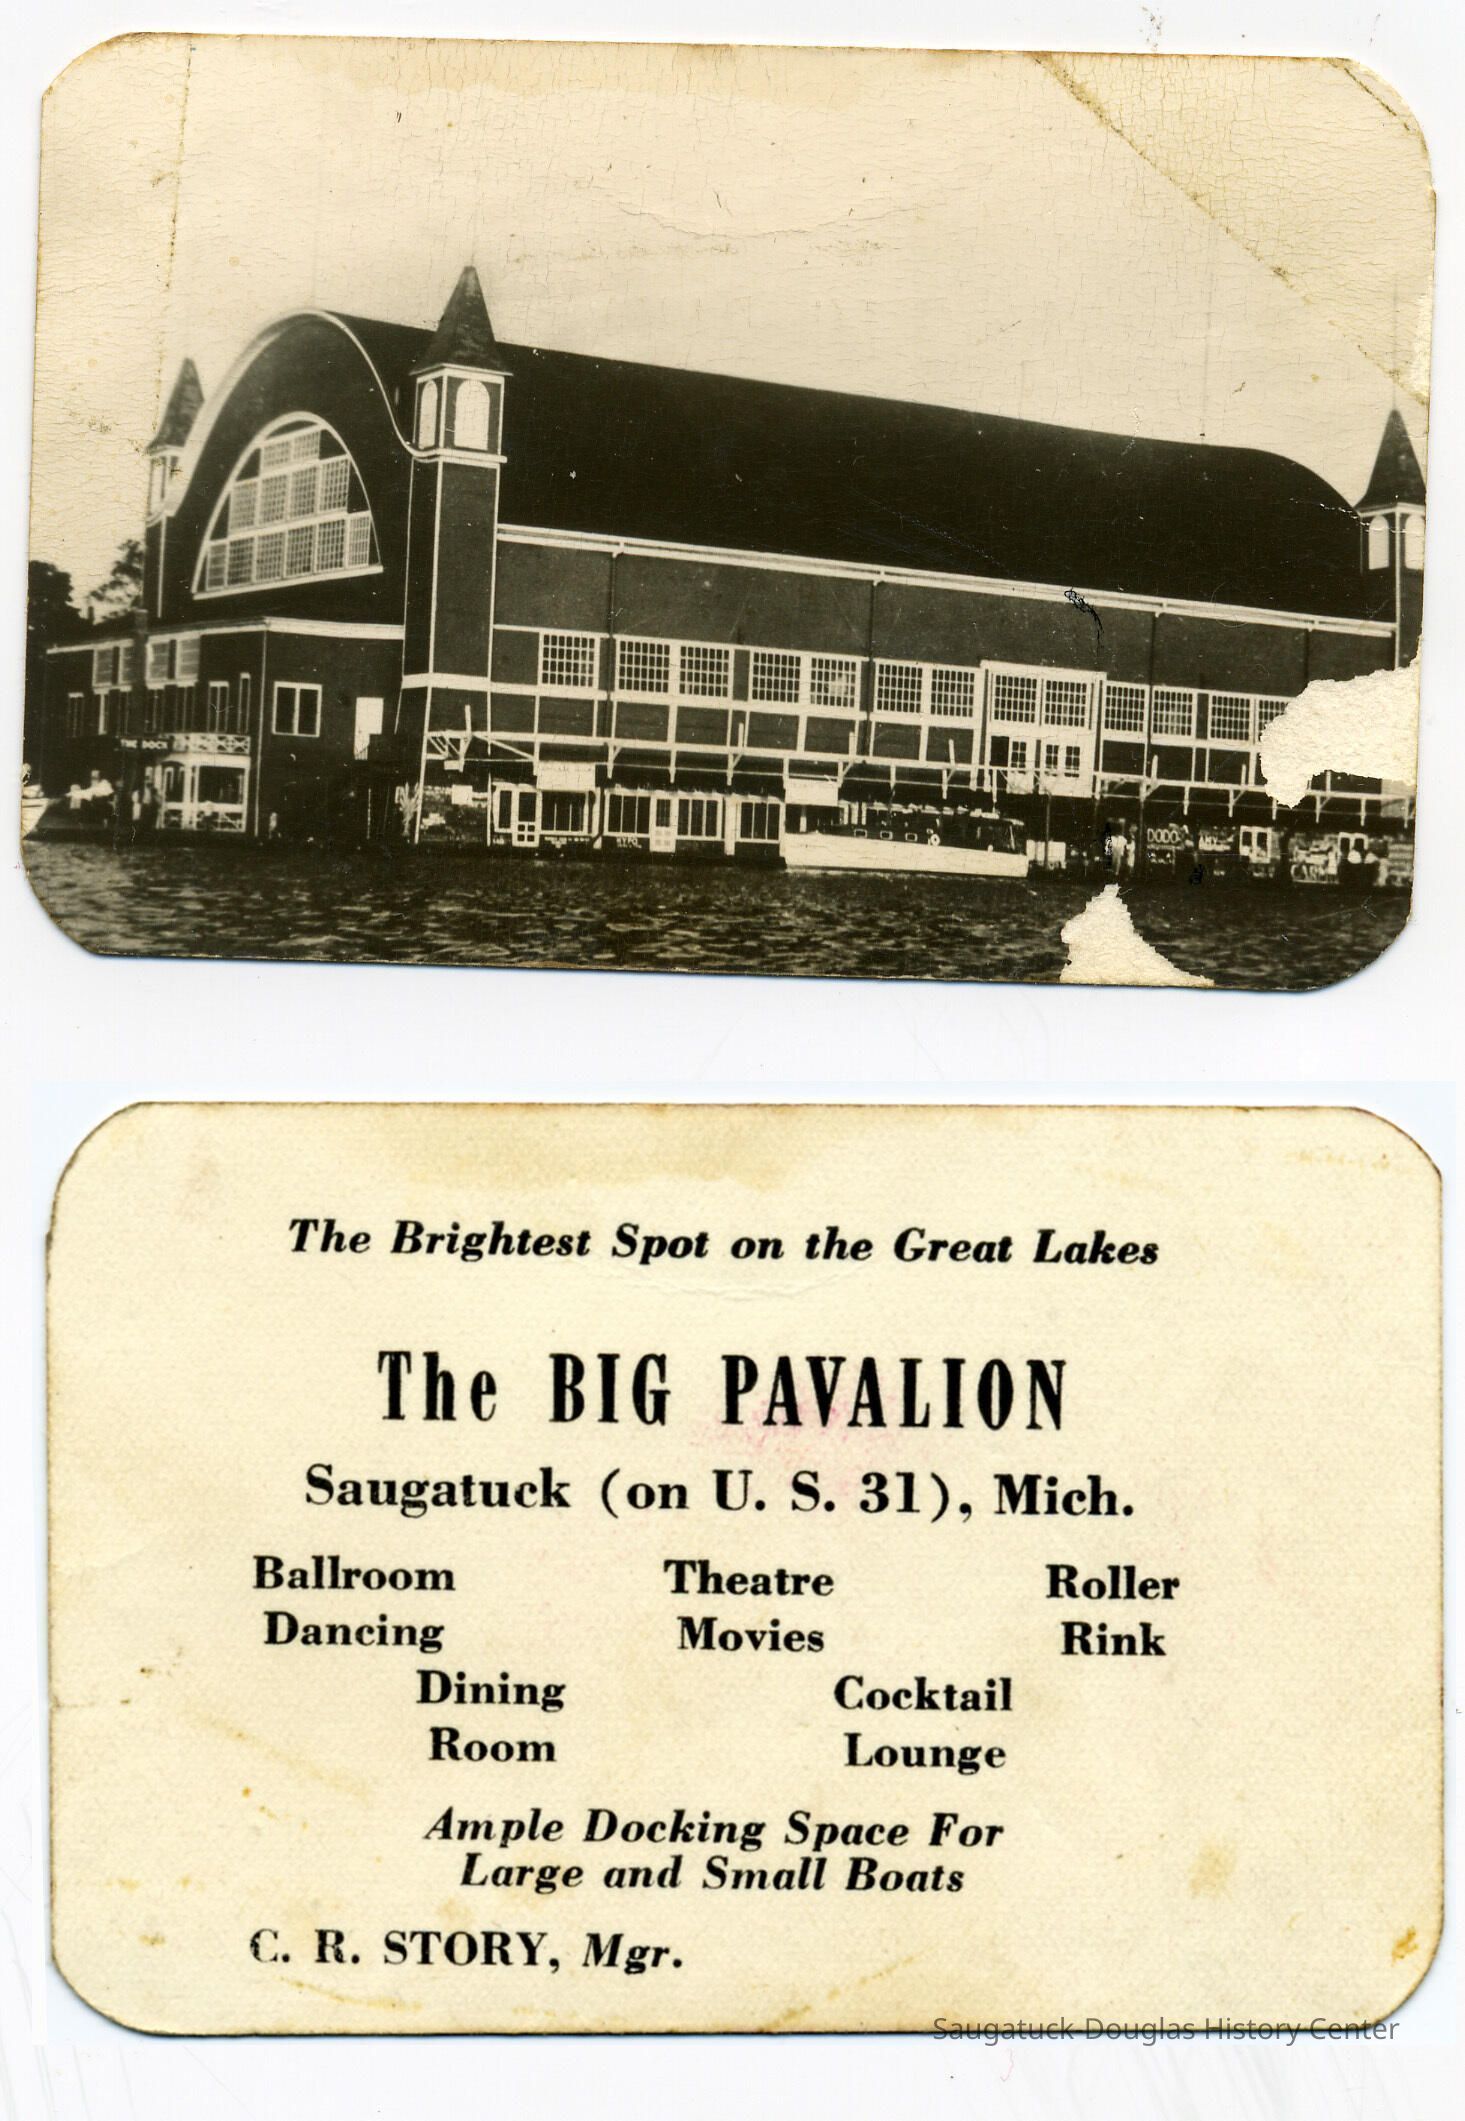 THE DOCK
DODO
The Brightest Spot on the Great Lakes
The BIG PAVALION
Saugatuck (on U. S. 31), Mich.
Ballroom Theatre Roller
Dancing Movies Rink
Dining Cocktail
Room Lounge
Ample Docking Space For
Large and Small Boats
C. R. STORY, Mgr.
Saugatuck-Douglas History Center